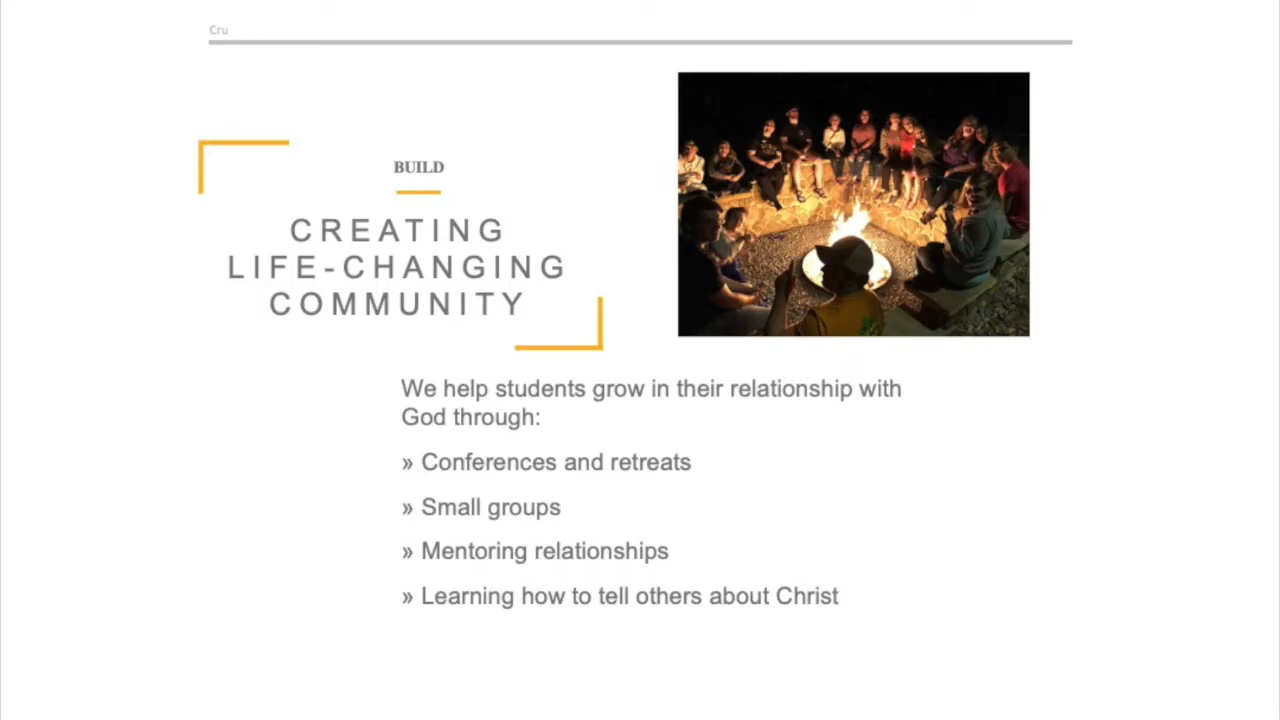 Cru
BUILD
CREATING
LIFE-CHANGING
COMMUNITY
We help students grow in their relationship with
God through:
» Conferences and retreats
» Small groups
» Mentoring relationships
» Learning how to tell others about Christ